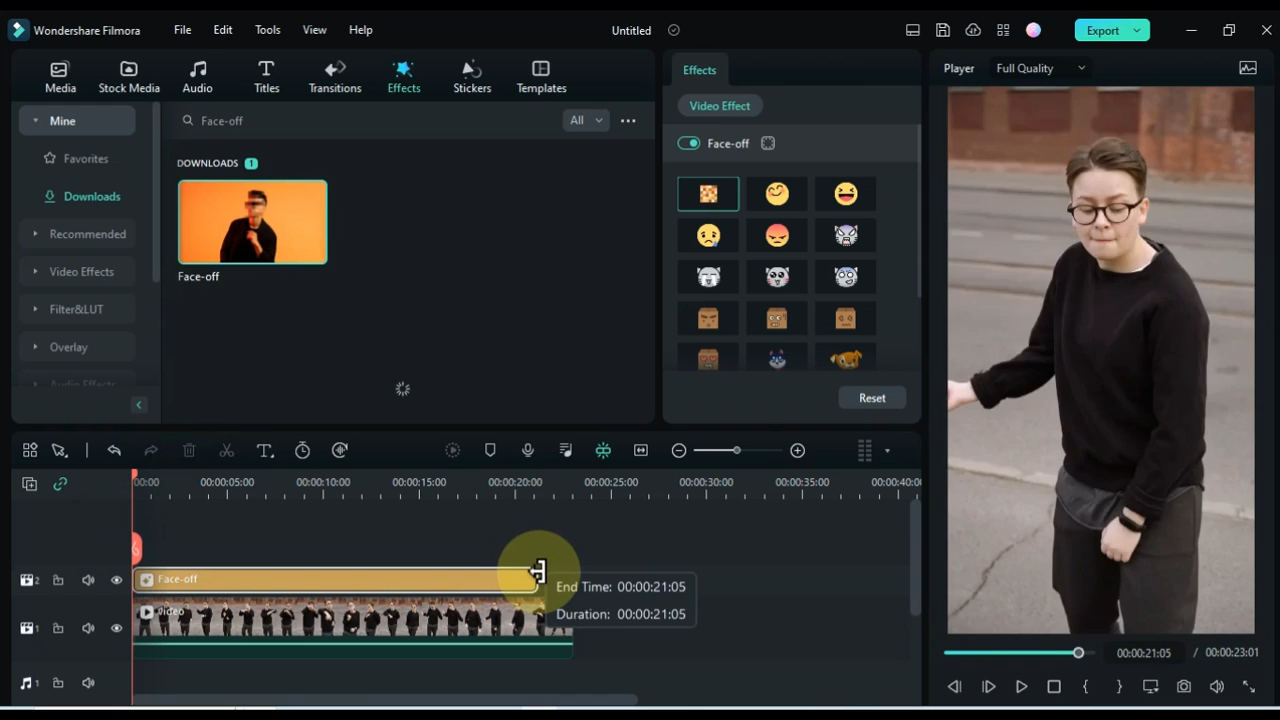 Wondershare Filmora
File Edit Tools View Help
Untitled
Export
Media Stock Media Audio Titles Transitions Effects Stickers Templates
Effects
Player Full Quality
Mine
Face-off
All
Video Effect
Favorites
DOWNLOADS 1
Face-off
Downloads
Recommended
Video Effects
Face-off
Filter&LUT
Overlay
Audio Effects
Reset
00:00 00:00:05:00 00:00:10:00 00:00:15:00 00:00:20:00 00:00:25:00 00:00:30:00 00:00:35:00 00:00:40:0
2 Face-off
End Time: 00:00:21:05
Duration: 00:00:21:05
1 video
1
00:00:21:05 / 00:00:23:01